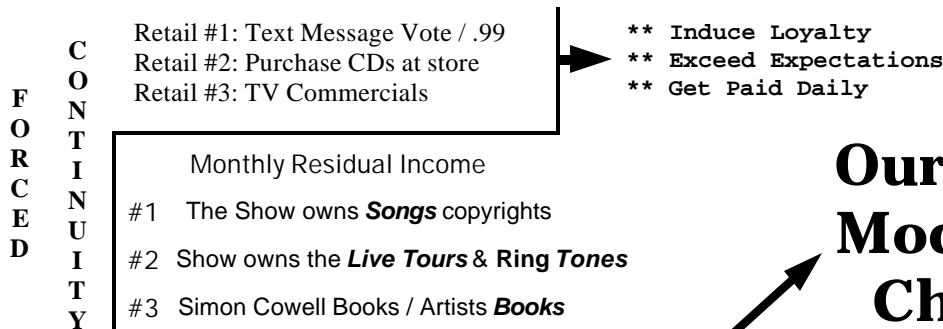 FORCED
CONTINUITY
Retail #1: Text Message Vote / .99
Retail #2: Purchase CDs at store
Retail #3: TV Commercials
** Induce Loyalty
** Exceed Expectations
** Get Paid Daily
Monthly Residual Income
#1 The Show owns Songs copyrights
#2 Show owns the Live Tours & Ring Tones
#3 Simon Cowell Books / Artists Books
Our